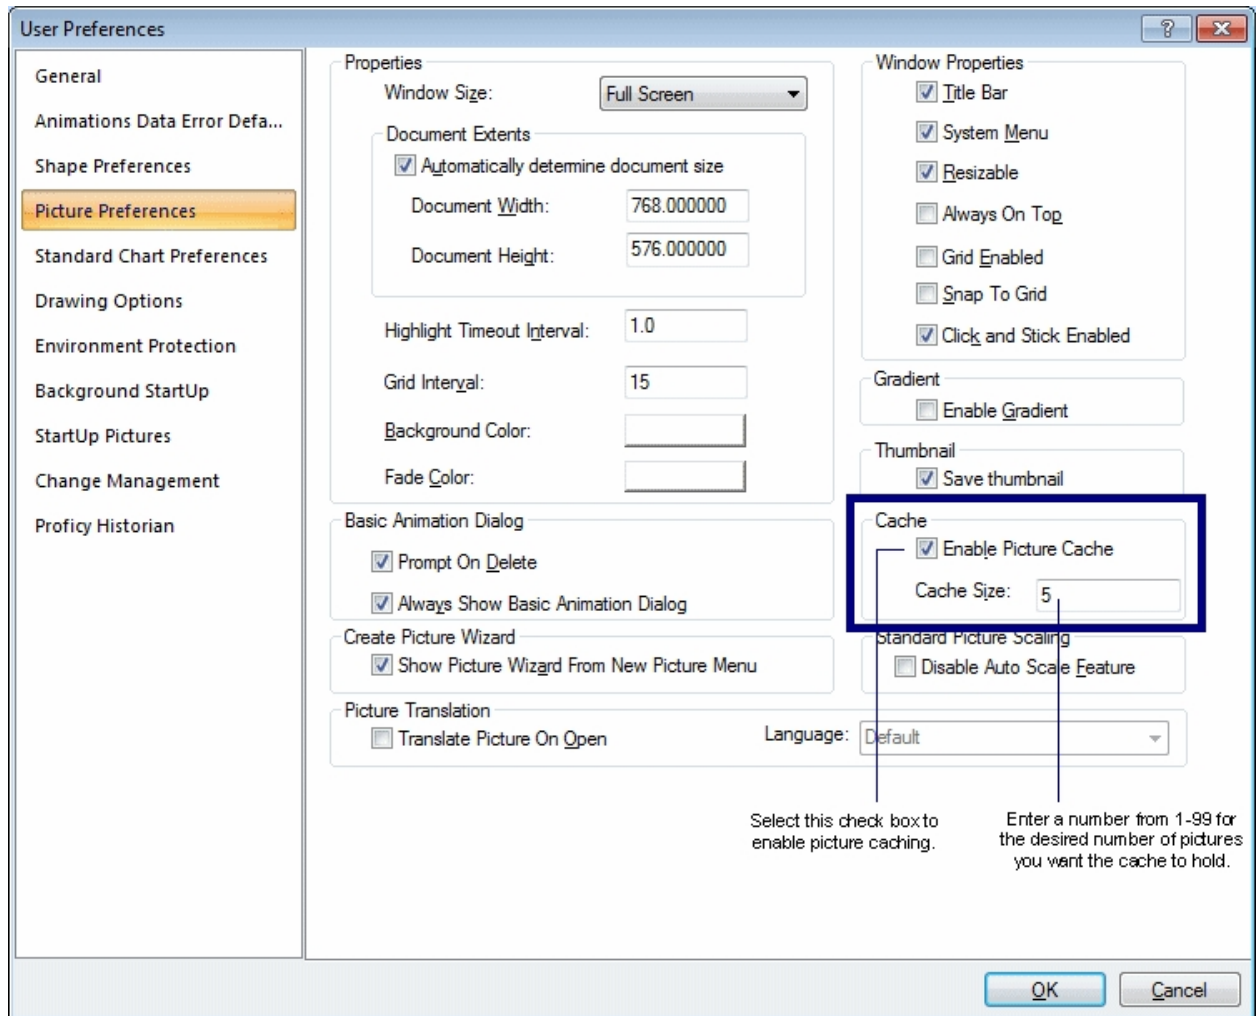 User Preferences
General
Animations Data Error Defa...
Shape Preferences
Picture Preferences
Standard Chart Preferences
Drawing Options
Environment Protection
Background StartUp
StartUp Pictures
Change Management
Proficy Historian
Properties
Window Size: Full Screen
Document Extents
Automatically determine document size
Document Width: 768.000000
Document Height: 576.000000
Highlight Timeout Interval: 1.0
Grid Interval: 15
Background Color:
Fade Color:
Basic Animation Dialog
Prompt On Delete
Always Show Basic Animation Dialog
Create Picture Wizard
Show Picture Wizard From New Picture Menu
Picture Translation
Translate Picture On Open
Language: Default
Window Properties
Title Bar
System Menu
Resizable
Always On Top
Grid Enabled
Snap To Grid
Click and Stick Enabled
Gradient
Enable Gradient
Thumbnail
Save thumbnail
Cache
Enable Picture Cache
Cache Size: 5
Standard Picture Scaling
Disable Auto Scale Feature
Select this check box to
enable picture caching.
Enter a number from 1-99 for
the desired number of pictures
you want the cache to hold.
OK
Cancel